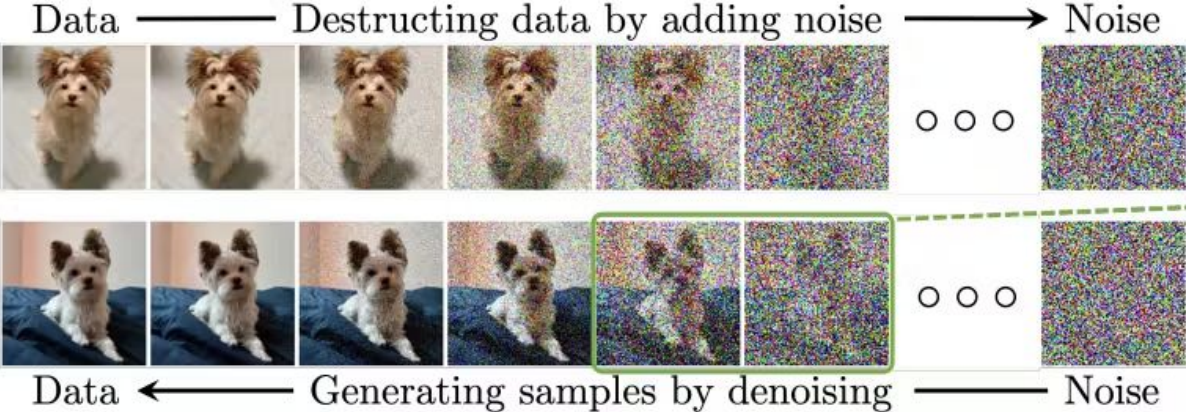 Data Destructing data by adding noise Noise
Data Generating samples by denoising Noise